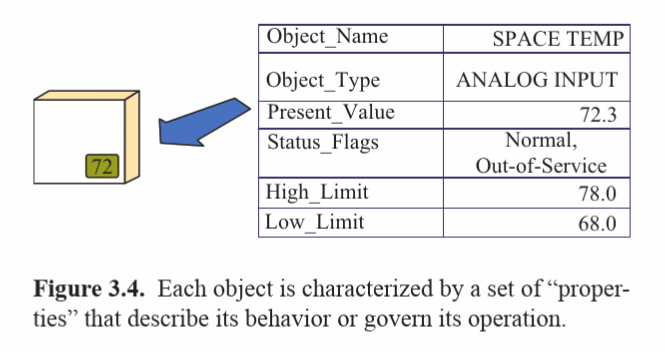 Object_Name SPACE TEMP
Object_Type ANALOG INPUT
Present_Value 72.3
Status_Flags Normal,
Out-of-Service
High_Limit 78.0
Low_Limit 68.0
72
Figure 3.4. Each object is characterized by a set of “proper-
ties” that describe its behavior or govern its operation.